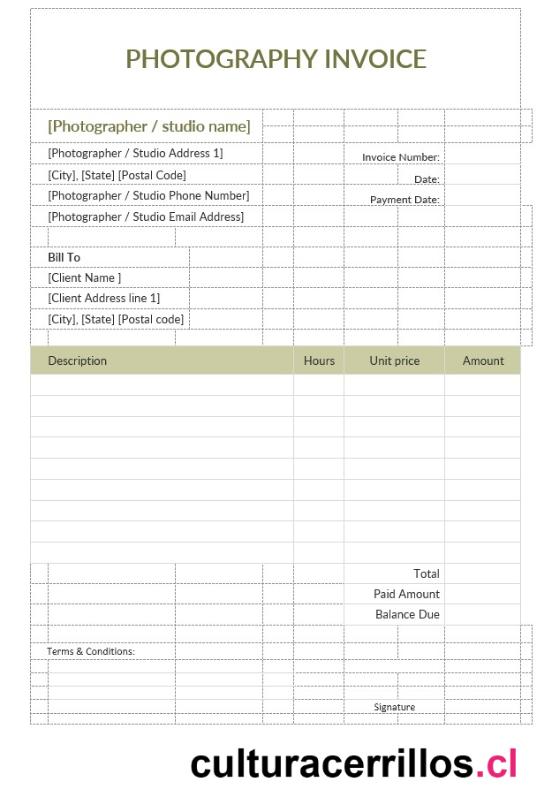 PHOTOGRAPHY INVOICE
[Photographer / studio name]
[Photographer / Studio Address 1]
Invoice Number:
[City], [State] [Postal Code]
Date:
[Photographer / Studio Phone Number]
Payment Date:
[Photographer / Studio Email Address]
Bill To
[Client Name ]
[Client Address line 1]
[City], [State] [Postal code]
Description Hours Unit price Amount
Total
Paid Amount
Balance Due
Terms & Conditions:
Signature
culturacerrillos.cl